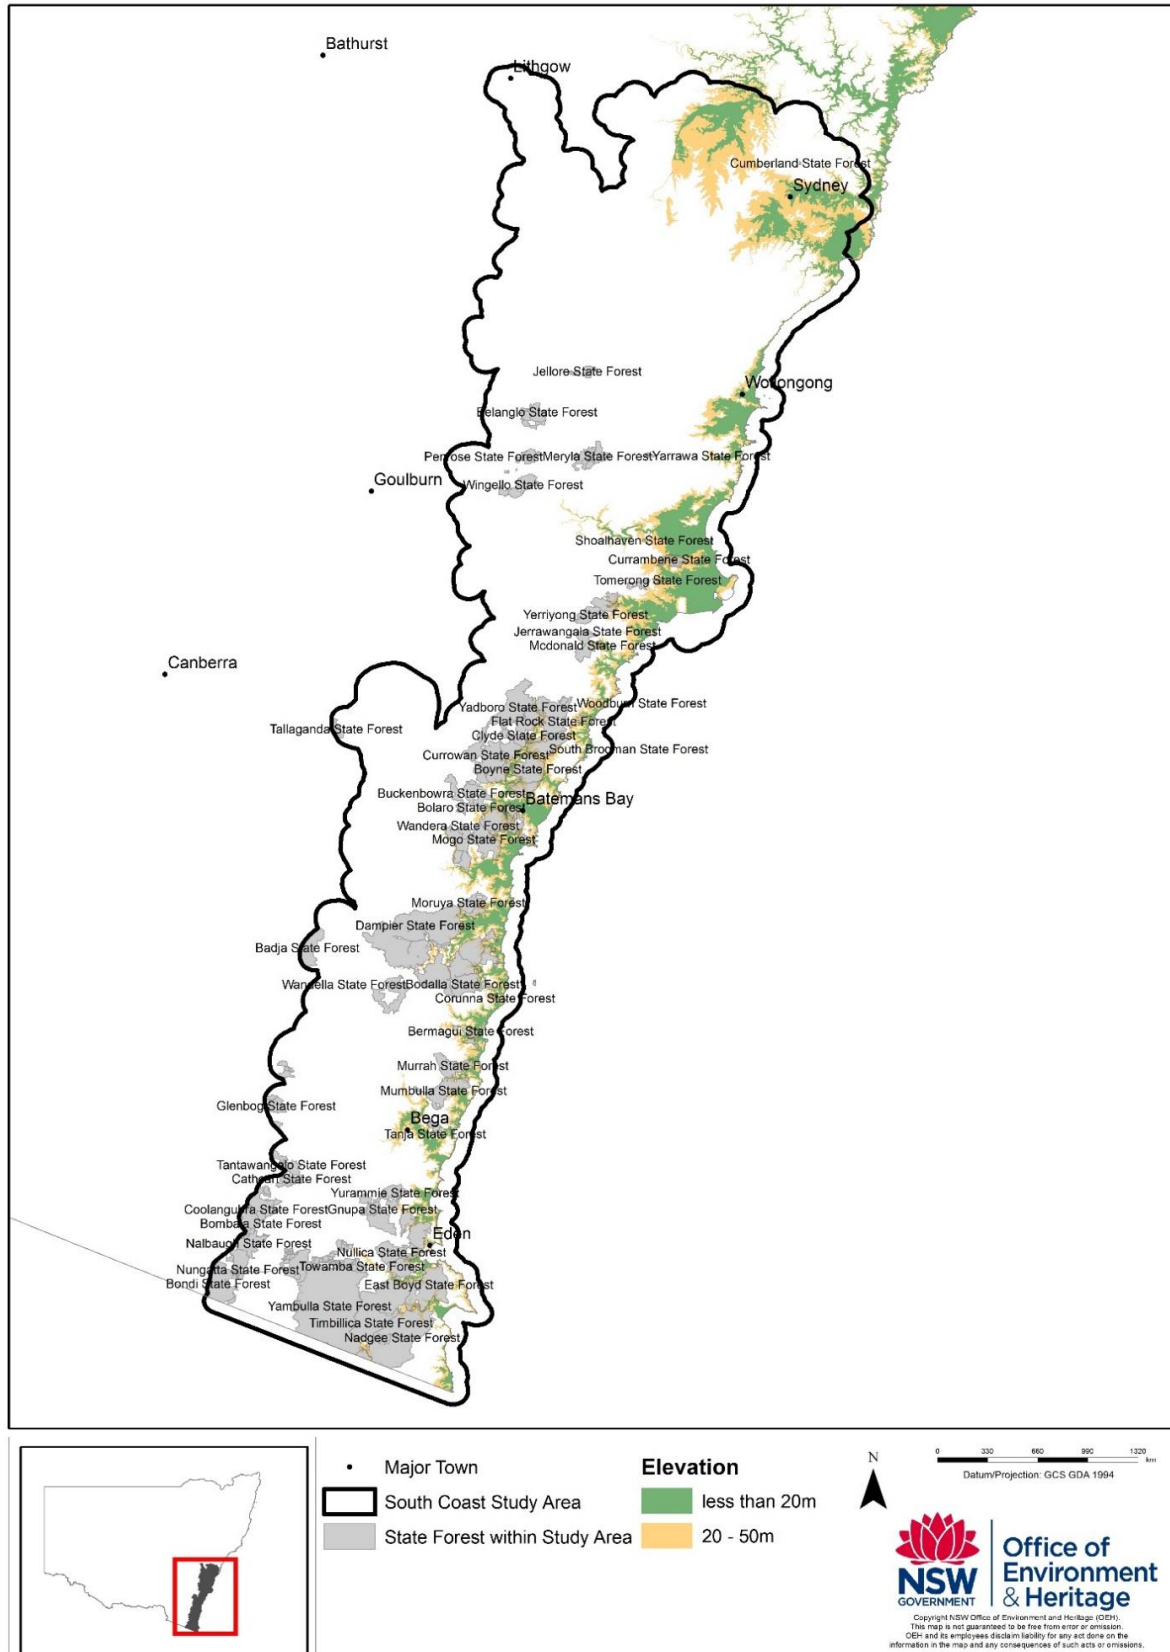 Bathurst
Lithgow
Cumberland State Forest
Sydney
Jellore State Forest
Wollongong
Belanglo State Forest
Penrose State Forest
Meryla State Forest
Yarrawa State Forest
Goulburn
Wingello State Forest
Shoalhaven State Forest
Currambene State Forest
Tomerong State Forest
Yerriyong State Forest
Jerrawangala State Forest
Mcdonald State Forest
Canberra
Yadboro State Forest
Woodburn State Forest
Flat Rock State Forest
Tallaganda State Forest
Clyde State Forest
South Brooman State Forest
Currowan State Forest
Boyne State Forest
Buckenbowra State Forest
Batemans Bay
Bolaro State Forest
Wandera State Forest
Mogo State Forest
Moruya State Forest
Dampier State Forest
Badja State Forest
Wandella State Forest
Bodalla State Forest
Corunna State Forest
Bermagui State Forest
Murrah State Forest
Mumbulla State Forest
Glenbog State Forest
Bega
Tanja State Forest
Tantawangalo State Forest
Cathcart State Forest
Yurammie State Forest
Coolangubra State Forest
Gnupa State Forest
Bombala State Forest
Eden
Nalbaugh State Forest
Nullica State Forest
Nungatta State Forest
Towamba State Forest
Bondi State Forest
East Boyd State Forest
Yambulla State Forest
Timbillica State Forest
Nadgee State Forest
Major Town
South Coast Study Area
State Forest within Study Area
Elevation
less than 20m
20 - 50m
N
0 330 660 990 1320
km
Datum/Projection: GCS GDA 1994
NSW
GOVERNMENT
Office of
Environment
& Heritage
Copyright NSW Office of Environment and Heritage (OEH).
This map is not guaranteed to be free from error or omission.
OEH and its employees disclaim liability for any act done on the
information in the map and any consequences of such acts or omissions.